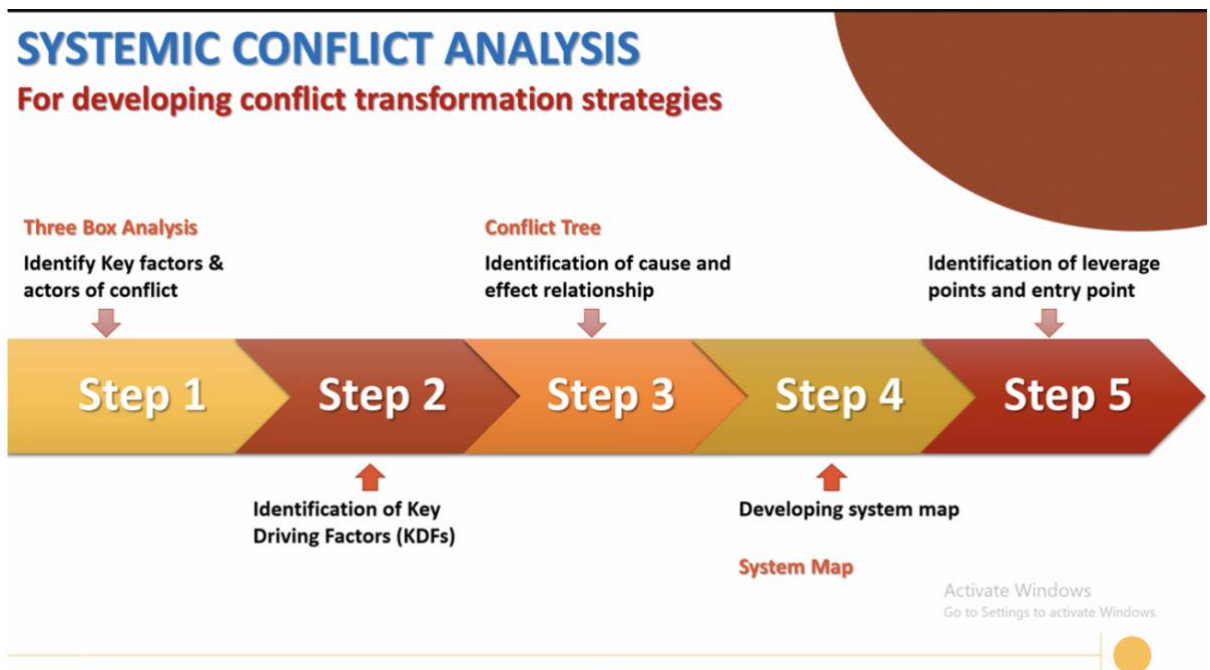 SYSTEMIC CONFLICT ANALYSIS
For developing conflict transformation strategies
Three Box Analysis
Identify Key factors &
actors of conflict
Conflict Tree
Identification of cause and
effect relationship
Identification of leverage
points and entry point
Step 1
Step 2
Step 3
Step 4
Step 5
Identification of Key
Driving Factors (KDFs)
Developing system map
System Map
Activate Windows
Go to Settings to activate Windows.